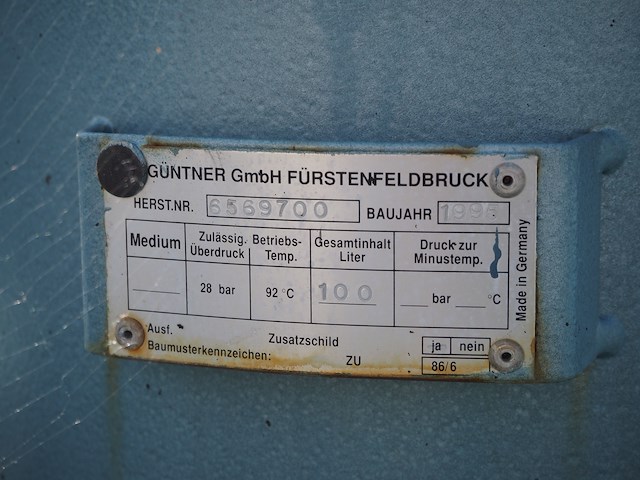 GÜNTNER GmbH FÜRSTENFELDBRUCK
HERST.NR. 6569700 BAUJAHR
Medium Zulässig. Überdruck Betriebs- Temp. Gesamtinhalt Liter Druck zur Minustemp.
28 bar 92 °C 100 bar °C
Ausf. Zusatzschild ja nein
Baumusterkennzeichen: ZU 86/6
Made in Germany